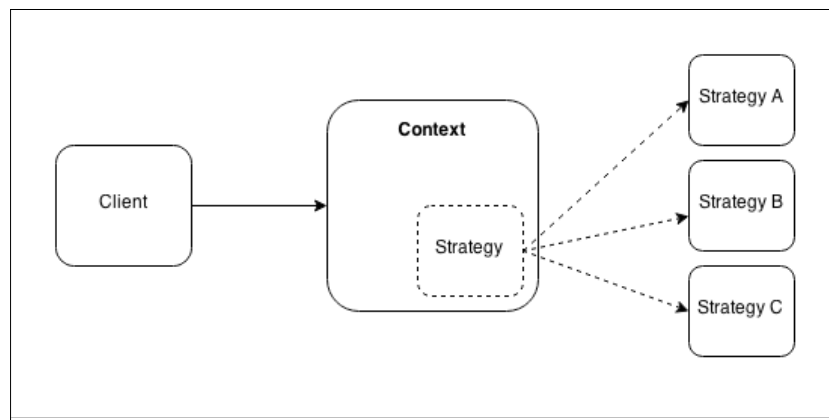 Client
Context
Strategy
Strategy A
Strategy B
Strategy C